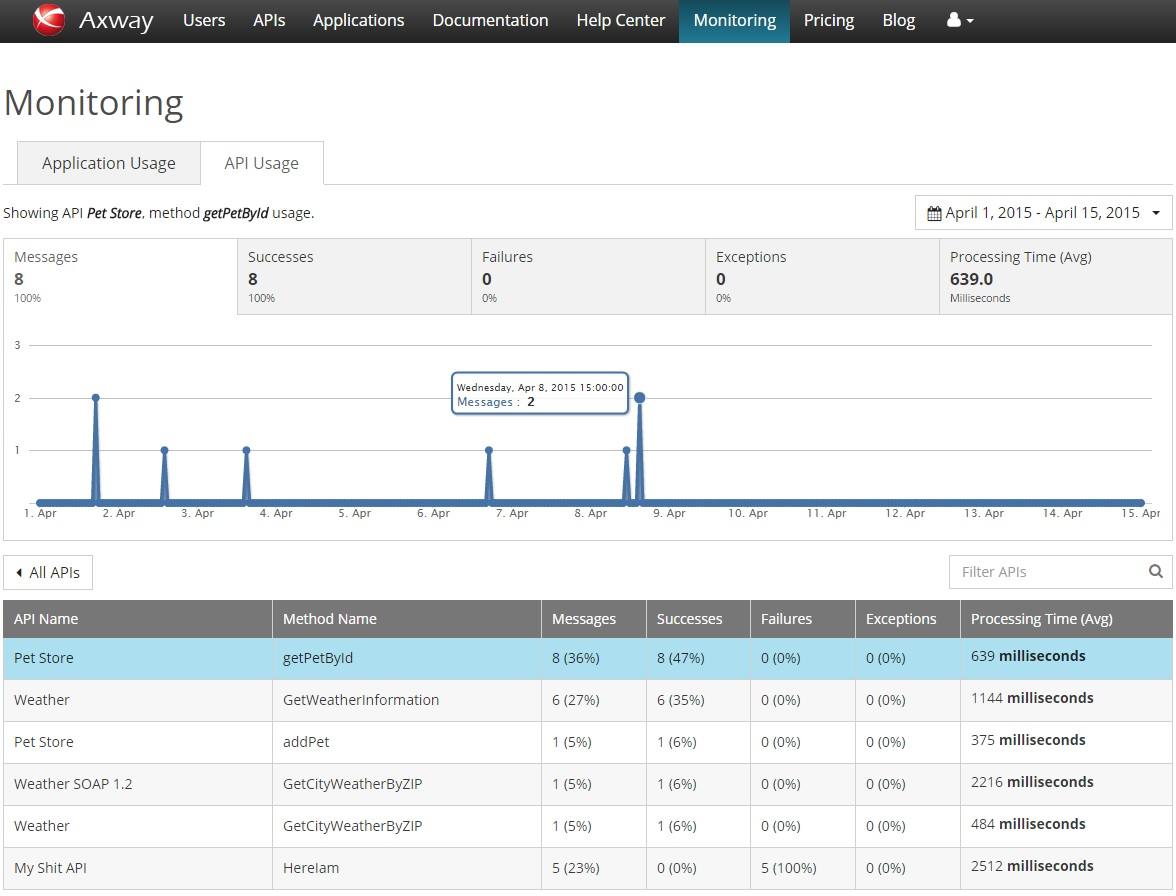 Axway Users APIs Applications Documentation Help Center Monitoring Pricing Blog
Monitoring
Application Usage API Usage
Showing API Pet Store, method getPetById usage.
April 1, 2015 - April 15, 2015
Messages Successes Failures Exceptions Processing Time (Avg)
8 8 0 0 639.0
100% 100% 0% 0% Milliseconds
3
Wednesday, Apr 8, 2015 15:00:00
Messages : 2
2
1
1. Apr 2. Apr 3. Apr 4. Apr 5. Apr 6. Apr 7. Apr 8. Apr 9. Apr 10. Apr 11. Apr 12. Apr 13. Apr 14. Apr 15. Apr
All APIs Filter APIs
API Name Method Name Messages Successes Failures Exceptions Processing Time (Avg)
Pet Store getPetById 8 (36%) 8 (47%) 0 (0%) 0 (0%) 639 milliseconds
Weather GetWeatherInformation 6 (27%) 6 (35%) 0 (0%) 0 (0%) 1144 milliseconds
Pet Store addPet 1 (5%) 1 (6%) 0 (0%) 0 (0%) 375 milliseconds
Weather SOAP 1.2 GetCityWeatherByZIP 1 (5%) 1 (6%) 0 (0%) 0 (0%) 2216 milliseconds
Weather GetCityWeatherByZIP 1 (5%) 1 (6%) 0 (0%) 0 (0%) 484 milliseconds
My Shit API HereIam 5 (23%) 0 (0%) 5 (100%) 0 (0%) 2512 milliseconds